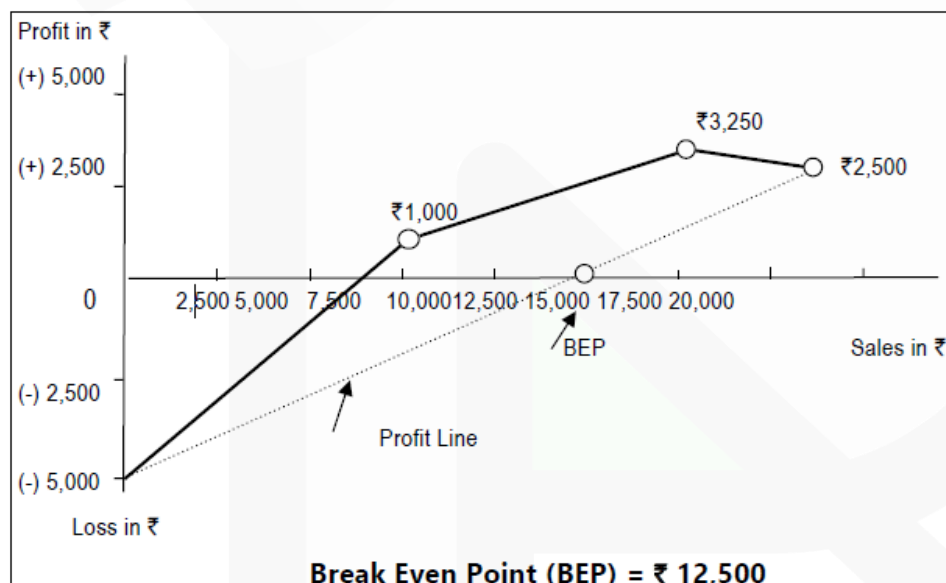 Profit in ₹
(+) 5,000
₹3,250
(+) 2,500
₹2,500
₹1,000
0
2,500 5,000 7,500 10,000 12,500 15,000 17,500 20,000
BEP
Sales in ₹
(-) 2,500
Profit Line
(-) 5,000
Loss in ₹
Break Even Point (BEP) = ₹ 12,500